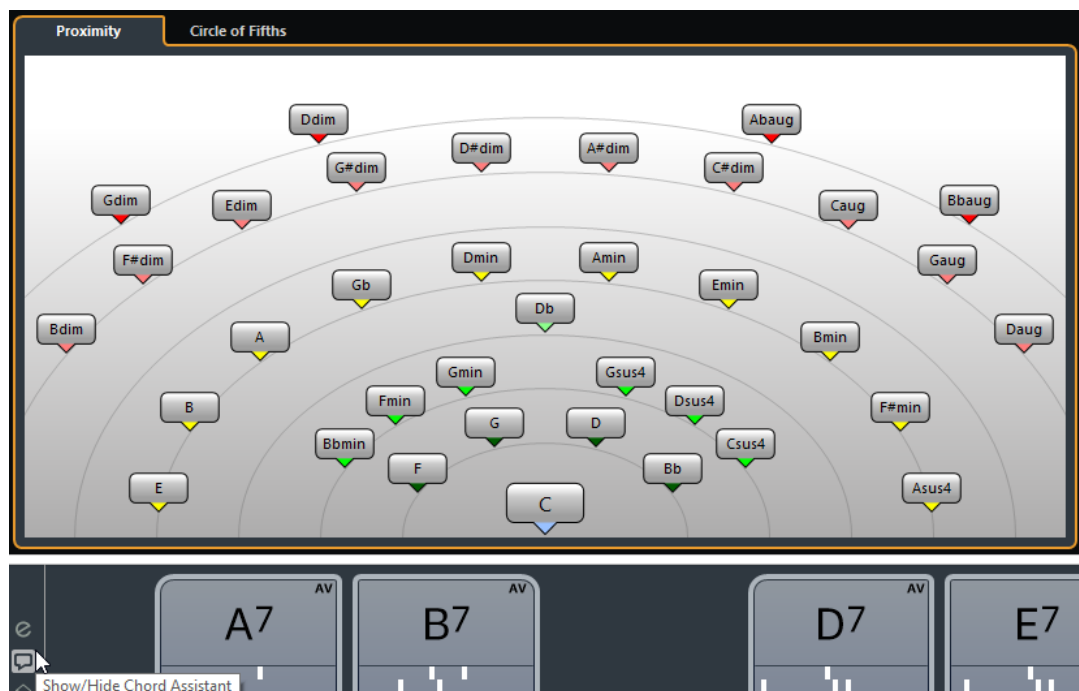 Proximity Circle of Fifths
Ddim Abaug
D#dim A#dim
G#dim C#dim
Gdim Edim Caug Bbaug
F#dim Dmin Amin Gaug
Gb Emin
Db
Bdim A Bmin Daug
Gmin Gsus4
Fmin Dsus4
B F#min
G D
Bbmin Csus4
F Bb
E Asus4
C
AV AV AV
A7 B7 D7 E7
e
Show/Hide Chord Assistant